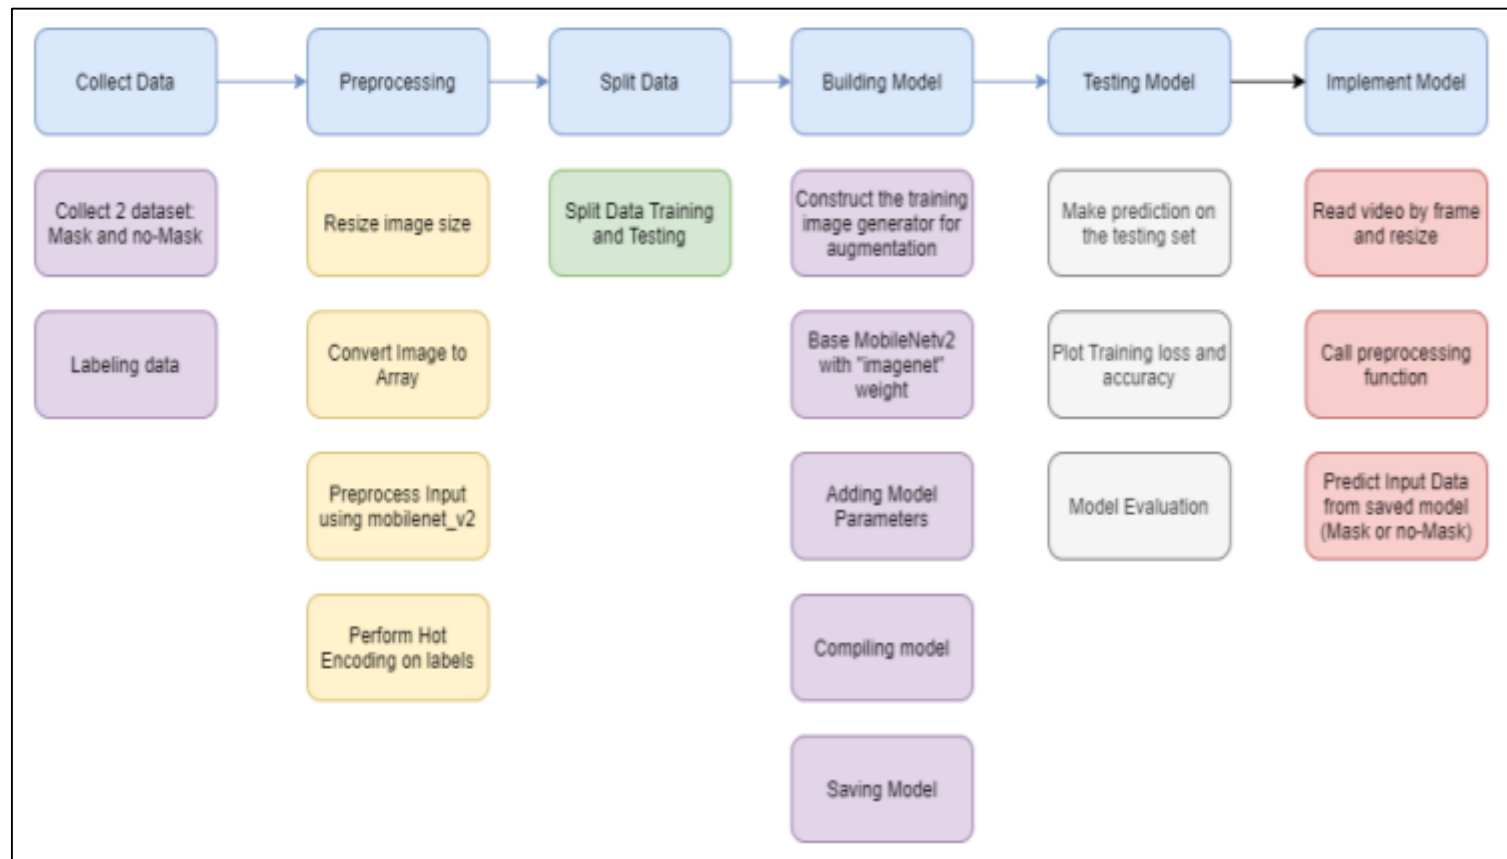 Collect Data
Preprocessing
Split Data
Building Model
Testing Model
Implement Model
Collect 2 dataset:
Mask and no-Mask
Labeling data
Resize image size
Convert Image to
Array
Preprocess Input
using mobilenet_v2
Perform Hot
Encoding on labels
Split Data Training
and Testing
Construct the training
image generator for
augmentation
Base MobileNetv2
with "imagenet"
weight
Adding Model
Parameters
Compiling model
Saving Model
Make prediction on
the testing set
Plot Training loss and
accuracy
Model Evaluation
Read video by frame
and resize
Call preprocessing
function
Predict Input Data
from saved model
(Mask or no-Mask)